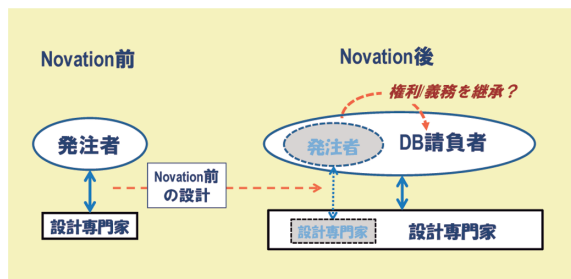 Novation前
Novation後
権利/義務を継承？
発注者
発注者
DB請負者
Novation前
の設計
設計専門家
設計専門家
設計専門家